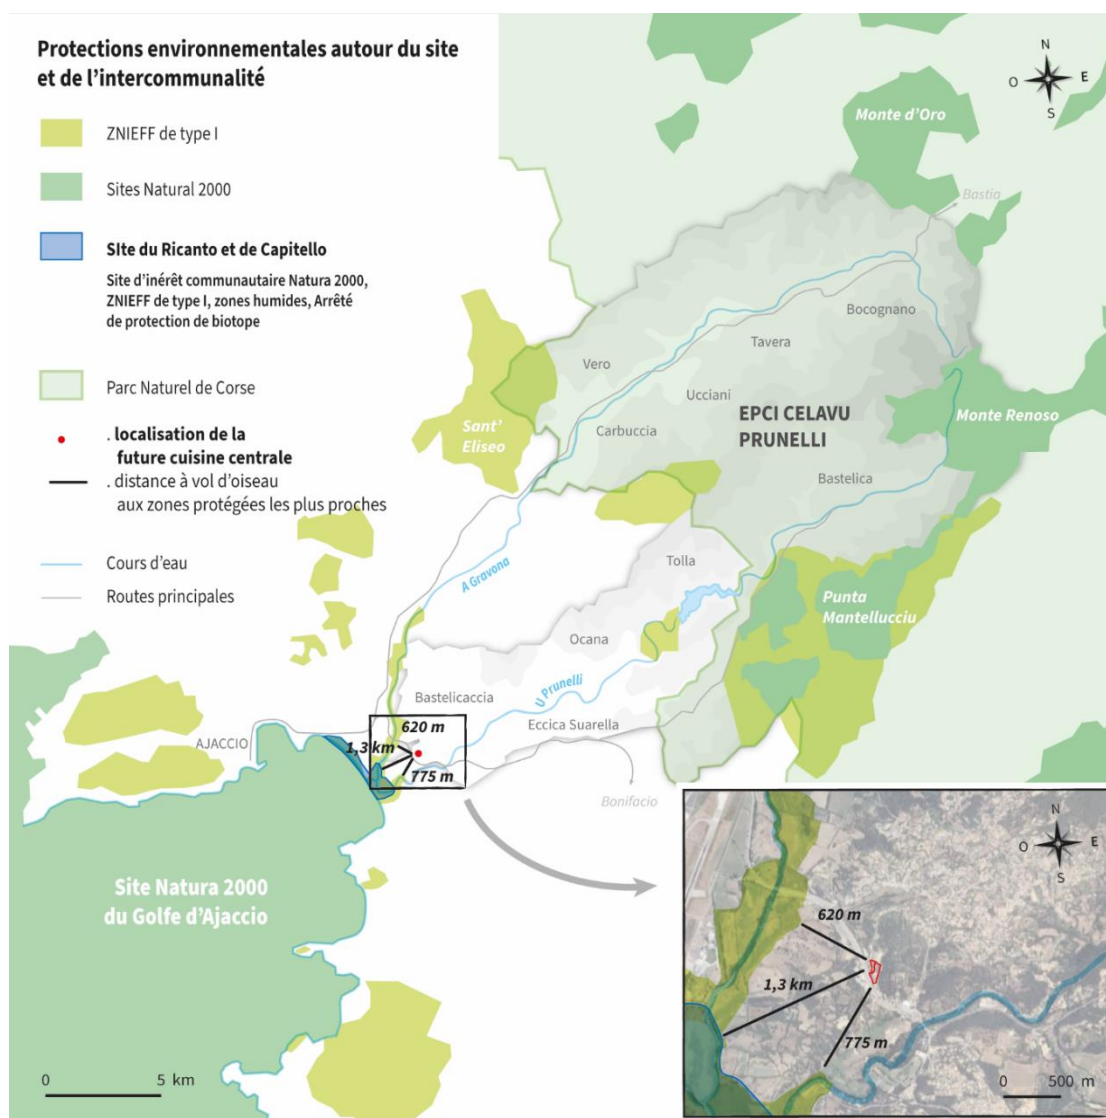 Protections environnementales autour du site
et de l'intercommunalité
ZNIEFF de type I
Sites Natural 2000
SIte du Ricanto et de Capitello
Site d'inérêt communautaire Natura 2000,
ZNIEFF de type I, zones humides, Arrêté
de protection de biotope
Parc Naturel de Corse
. localisation de la
future cuisine centrale
. distance à vol d'oiseau
aux zones protégées les plus proches
Cours d'eau
Routes principales
N
O
E
S
Monte d'Oro
Bastia
Bocognano
Tavera
Vero
Ucciani
EPCI CELAVU
PRUNELLI
Monte Renoso
Sant'
Eliseo
Carbuccia
Bastelica
A Gravona
Tolla
Punta
Mantellucciu
Ocana
U Prunelli
Bastelicaccia
Eccica Suarella
620 m
AJACCIO
1,3 km
775 m
Bonifacio
Site Natura 2000
du Golfe d'Ajaccio
0
5 km
N
O
E
S
620 m
1,3 km
775 m
0
500 m